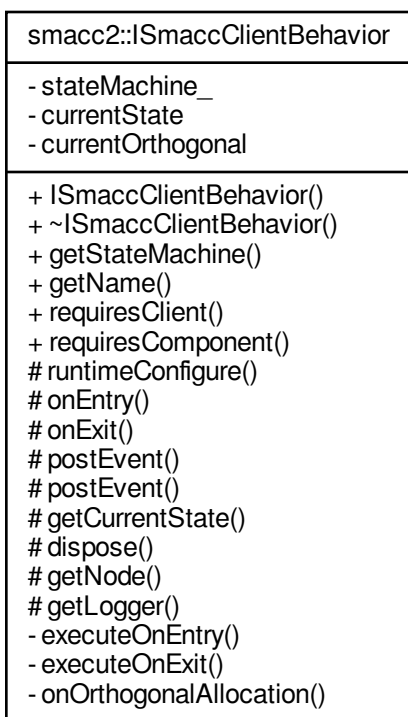 smacc2::ISmaccClientBehavior
- stateMachine_
- currentState
- currentOrthogonal
+ ISmaccClientBehavior()
+ ~ISmaccClientBehavior()
+ getStateMachine()
+ getName()
+ requiresClient()
+ requiresComponent()
# runtimeConfigure()
# onEntry()
# onExit()
# postEvent()
# postEvent()
# getCurrentState()
# dispose()
# getNode()
# getLogger()
- executeOnEntry()
- executeOnExit()
- onOrthogonalAllocation()